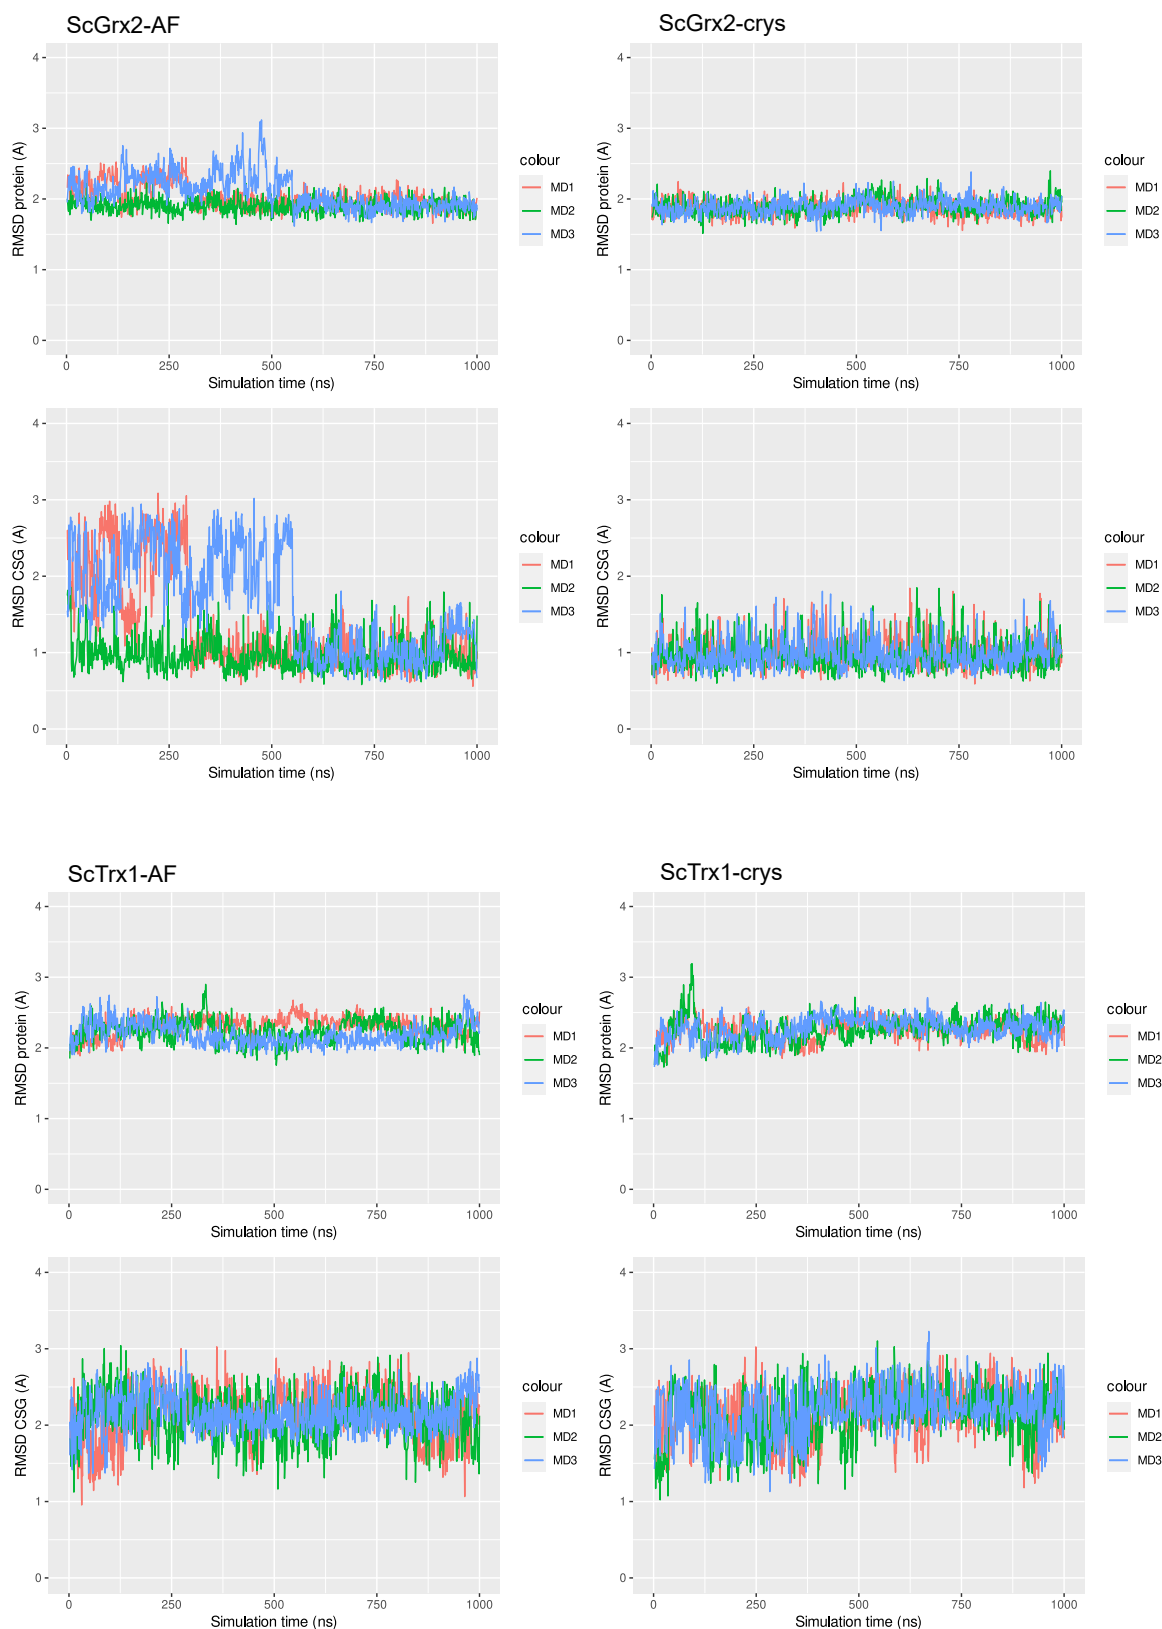 ScGrx2-AF
RMSD protein (A)
4
3
2
1
0
0 250 500 750 1000
Simulation time (ns)
colour
MD1
MD2
MD3
ScGrx2-crys
RMSD protein (A)
4
3
2
1
0
0 250 500 750 1000
Simulation time (ns)
colour
MD1
MD2
MD3
RMSD CSG (A)
4
3
2
1
0
0 250 500 750 1000
Simulation time (ns)
colour
MD1
MD2
MD3
RMSD CSG (A)
4
3
2
1
0
0 250 500 750 1000
Simulation time (ns)
colour
MD1
MD2
MD3
ScTrx1-AF
RMSD protein (A)
4
3
2
1
0
0 250 500 750 1000
Simulation time (ns)
colour
MD1
MD2
MD3
ScTrx1-crys
RMSD protein (A)
4
3
2
1
0
0 250 500 750 1000
Simulation time (ns)
colour
MD1
MD2
MD3
RMSD CSG (A)
4
3
2
1
0
0 250 500 750 1000
Simulation time (ns)
colour
MD1
MD2
MD3
RMSD CSG (A)
4
3
2
1
0
0 250 500 750 1000
Simulation time (ns)
colour
MD1
MD2
MD3